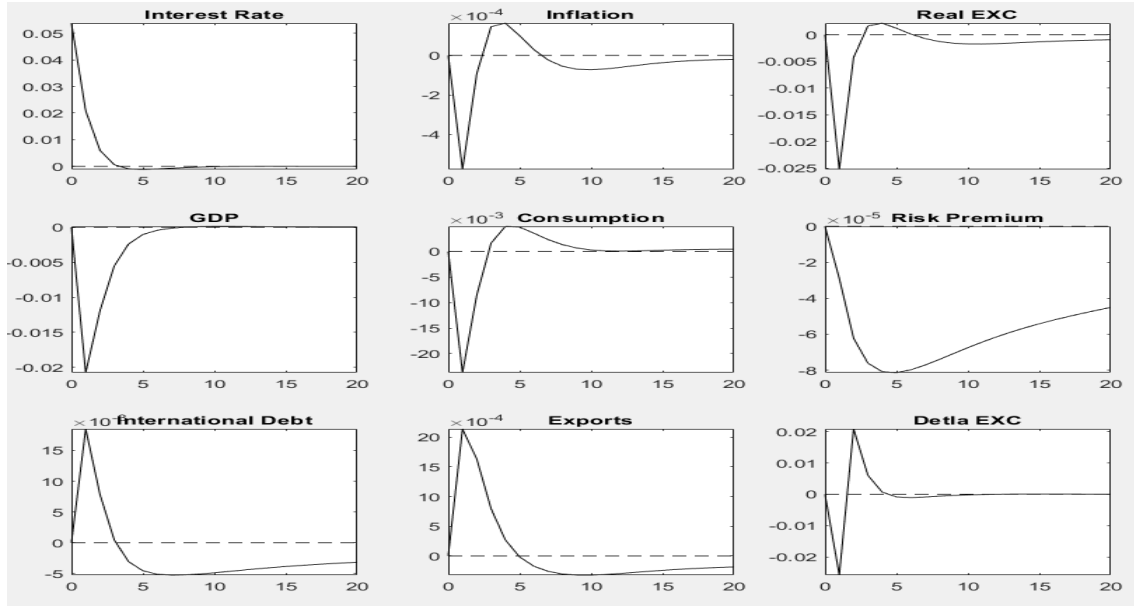 Interest Rate
0.05
0.04
0.03
0.02
0.01
0
0 5 10 15 20
× 10⁻⁴ Inflation
0
-2
-4
0 5 10 15 20
Real EXC
0
-0.005
-0.01
-0.015
-0.02
-0.025
0 5 10 15 20
GDP
0
-0.005
-0.01
-0.015
-0.02
0 5 10 15 20
× 10⁻³ Consumption
0
-5
-10
-15
-20
0 5 10 15 20
× 10⁻⁵ Risk Premium
0
-2
-4
-6
-8
0 5 10 15 20
International Debt
15
10
5
0
-5
0 5 10 15 20
× 10⁻⁴ Exports
20
15
10
5
0
0 5 10 15 20
Detla EXC
0.02
0.01
0
-0.01
-0.02
0 5 10 15 20